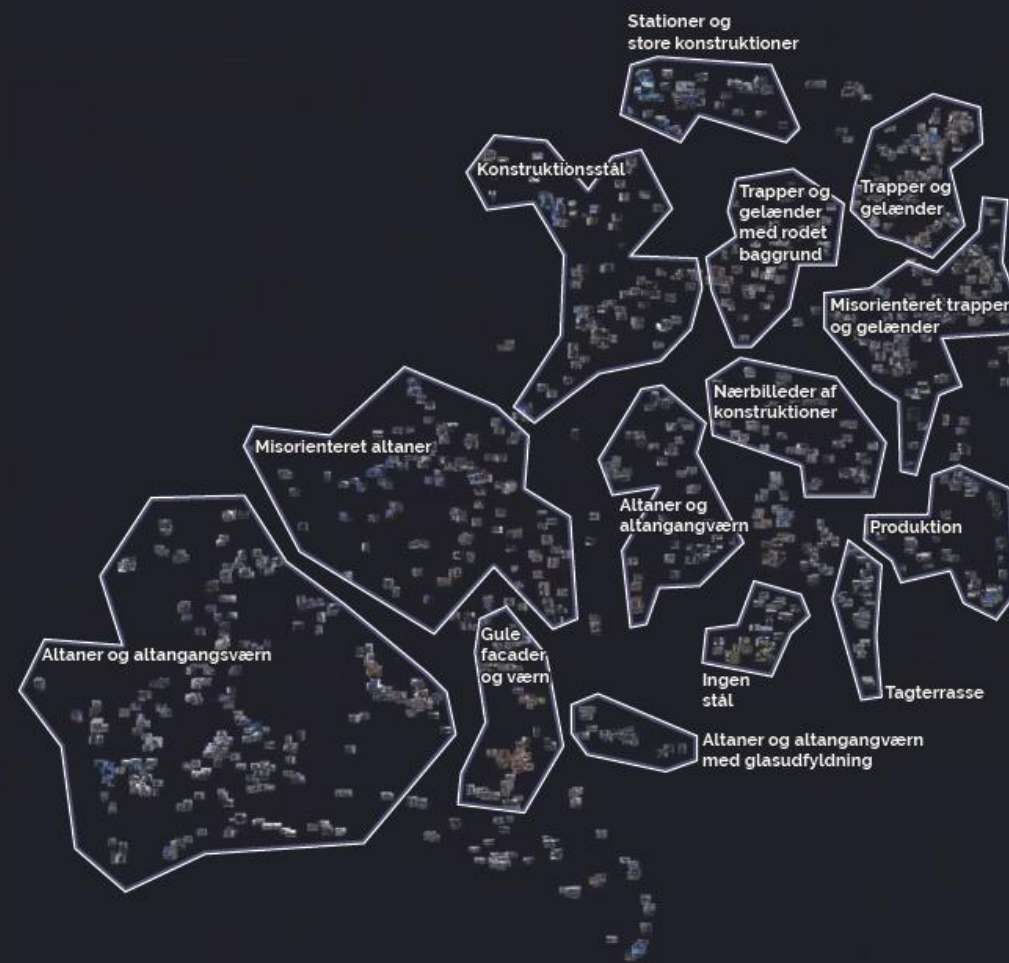 Stationer og
store konstruktioner
Konstruktionsstål
Trapper og
gelænder
med rodet
baggrund
Trapper og
gelænder
Misorienteret trapper
og gelænder
Nærbilleder af
konstruktioner
Misorienteret altaner
Altaner og
altangangværn
Produktion
Gule
facader
og værn
Altaner og altangangsværn
Ingen
stål
Tagterrasse
Altaner og altangangværn
med glasudfyldning